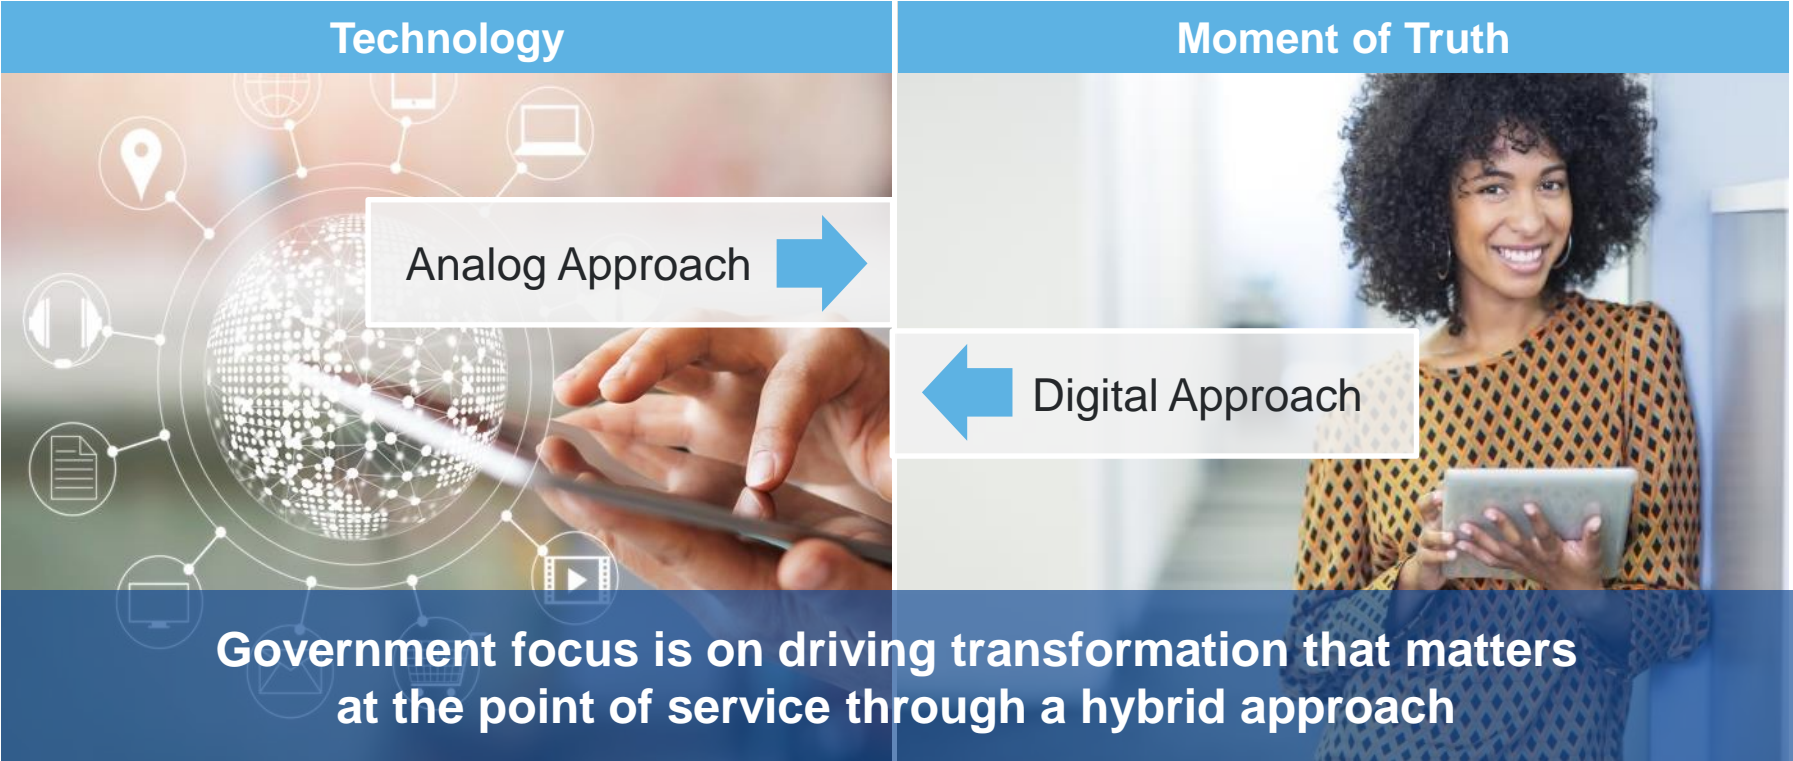 Technology
Moment of Truth
Analog Approach
Digital Approach
Government focus is on driving transformation that matters
at the point of service through a hybrid approach